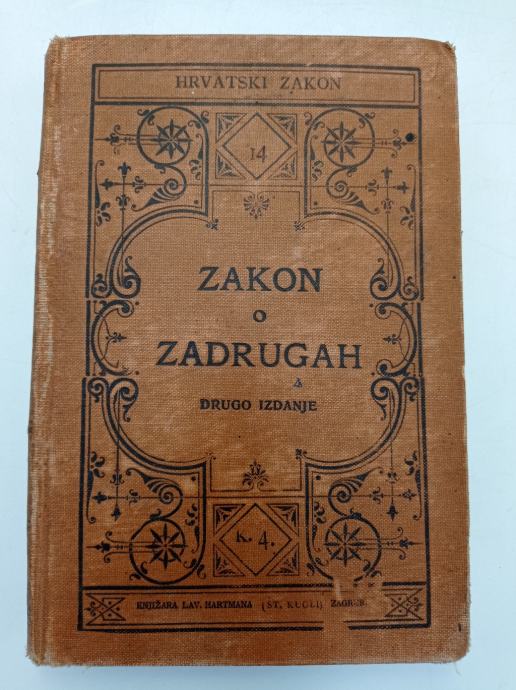 HRVATSKI ZAKON
14
ZAKON
O
ZADRUGAH
DRUGO IZDANJE
K. 4.
KNJIŽARA LAV. HARTMANA (ST. KUGLI) ZAGREB.